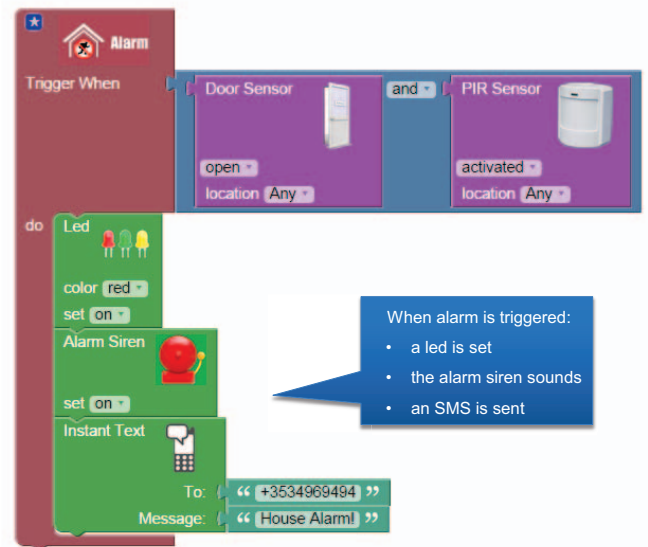 Alarm
Trigger When
Door Sensor
open
location Any
and
PIR Sensor
activated
location Any
do
Led
color red
set on
Alarm Siren
set on
Instant Text
To: “ +3534969494 ”
Message: “ House Alarm! ”
When alarm is triggered:
• a led is set
• the alarm siren sounds
• an SMS is sent